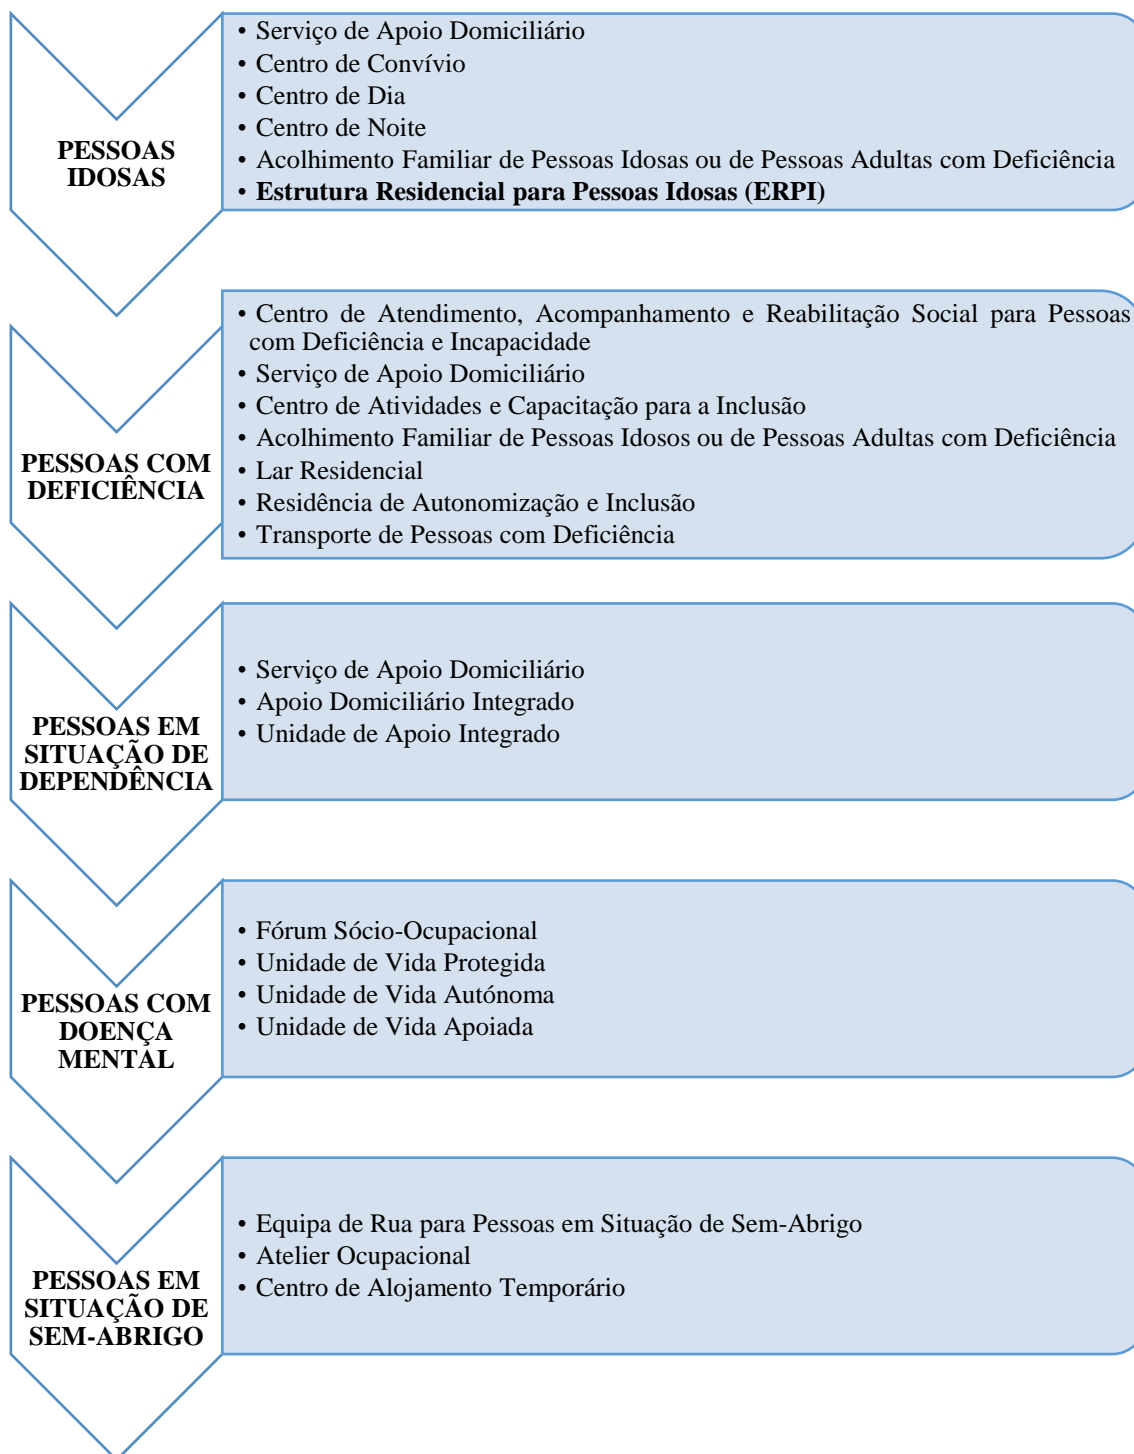 PESSOAS
IDOSAS
• Serviço de Apoio Domiciliário
• Centro de Convívio
• Centro de Dia
• Centro de Noite
• Acolhimento Familiar de Pessoas Idosas ou de Pessoas Adultas com Deficiência
• Estrutura Residencial para Pessoas Idosas (ERPI)
PESSOAS COM
DEFICIÊNCIA
• Centro de Atendimento, Acompanhamento e Reabilitação Social para Pessoas
com Deficiência e Incapacidade
• Serviço de Apoio Domiciliário
• Centro de Atividades e Capacitação para a Inclusão
• Acolhimento Familiar de Pessoas Idosos ou de Pessoas Adultas com Deficiência
• Lar Residencial
• Residência de Autonomização e Inclusão
• Transporte de Pessoas com Deficiência
PESSOAS EM
SITUAÇÃO DE
DEPENDÊNCIA
• Serviço de Apoio Domiciliário
• Apoio Domiciliário Integrado
• Unidade de Apoio Integrado
PESSOAS COM
DOENÇA
MENTAL
• Fórum Sócio-Ocupacional
• Unidade de Vida Protegida
• Unidade de Vida Autónoma
• Unidade de Vida Apoiada
PESSOAS EM
SITUAÇÃO DE
SEM-ABRIGO
• Equipa de Rua para Pessoas em Situação de Sem-Abrigo
• Atelier Ocupacional
• Centro de Alojamento Temporário